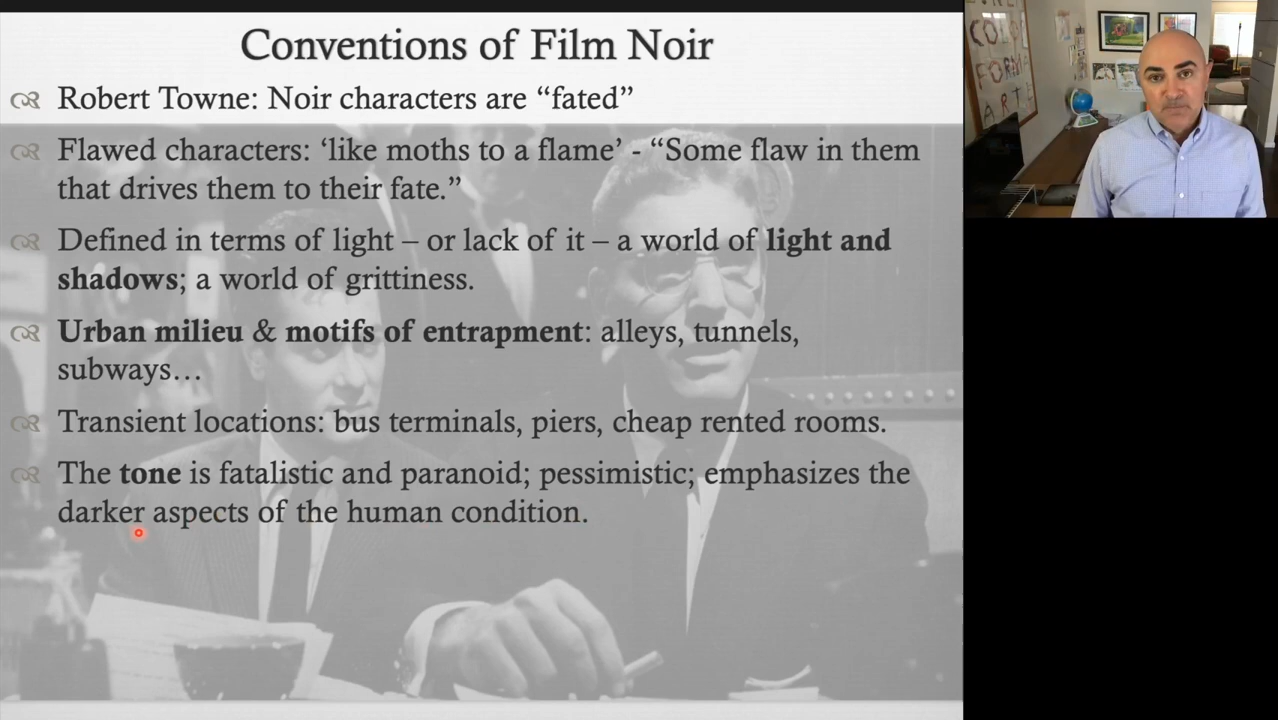 Conventions of Film Noir
Robert Towne: Noir characters are “fated”
Flawed characters: ‘like moths to a flame’ - “Some flaw in them
that drives them to their fate.”
Defined in terms of light – or lack of it – a world of light and
shadows; a world of grittiness.
Urban milieu & motifs of entrapment: alleys, tunnels,
subways…
Transient locations: bus terminals, piers, cheap rented rooms.
The tone is fatalistic and paranoid; pessimistic; emphasizes the
darker aspects of the human condition.